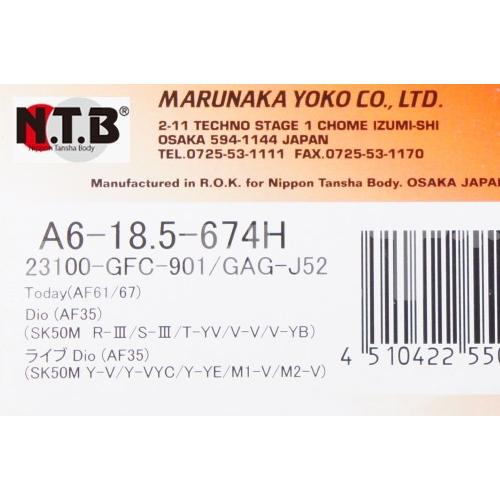 N.T.B®
Nippon Tansha Body
MARUNAKA YOKO CO., LTD.
2-11 TECHNO STAGE 1 CHOME IZUMI-SHI
OSAKA 594-1144 JAPAN
TEL.0725-53-1111 FAX.0725-53-1170
Manufactured in R.O.K. for Nippon Tansha Body. OSAKA JAPA
A6-18.5-674H
23100-GFC-901/GAG-J52
Today(AF61/67)
Dio (AF35)
(SK50M R-Ⅲ/S-Ⅲ/T-YV/V-V/V-YB)
ライブ Dio (AF35)
(SK50M Y-V/Y-VYC/Y-YE/M1-V/M2-V)
4 510422 550